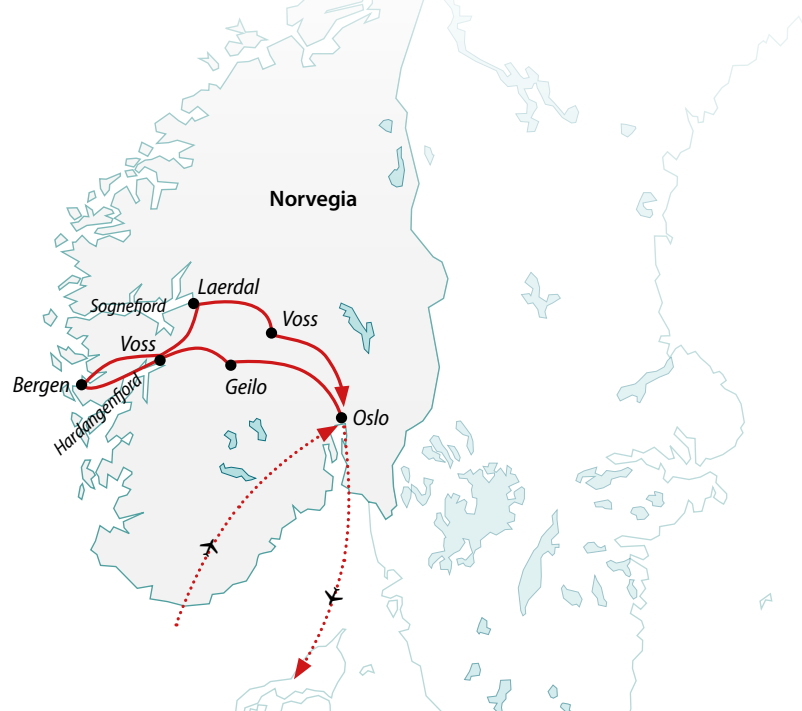 Norvegia
Laerdal
Sognefjord
Voss
Voss
Bergen
Geilo
Hardangenfjord
Oslo